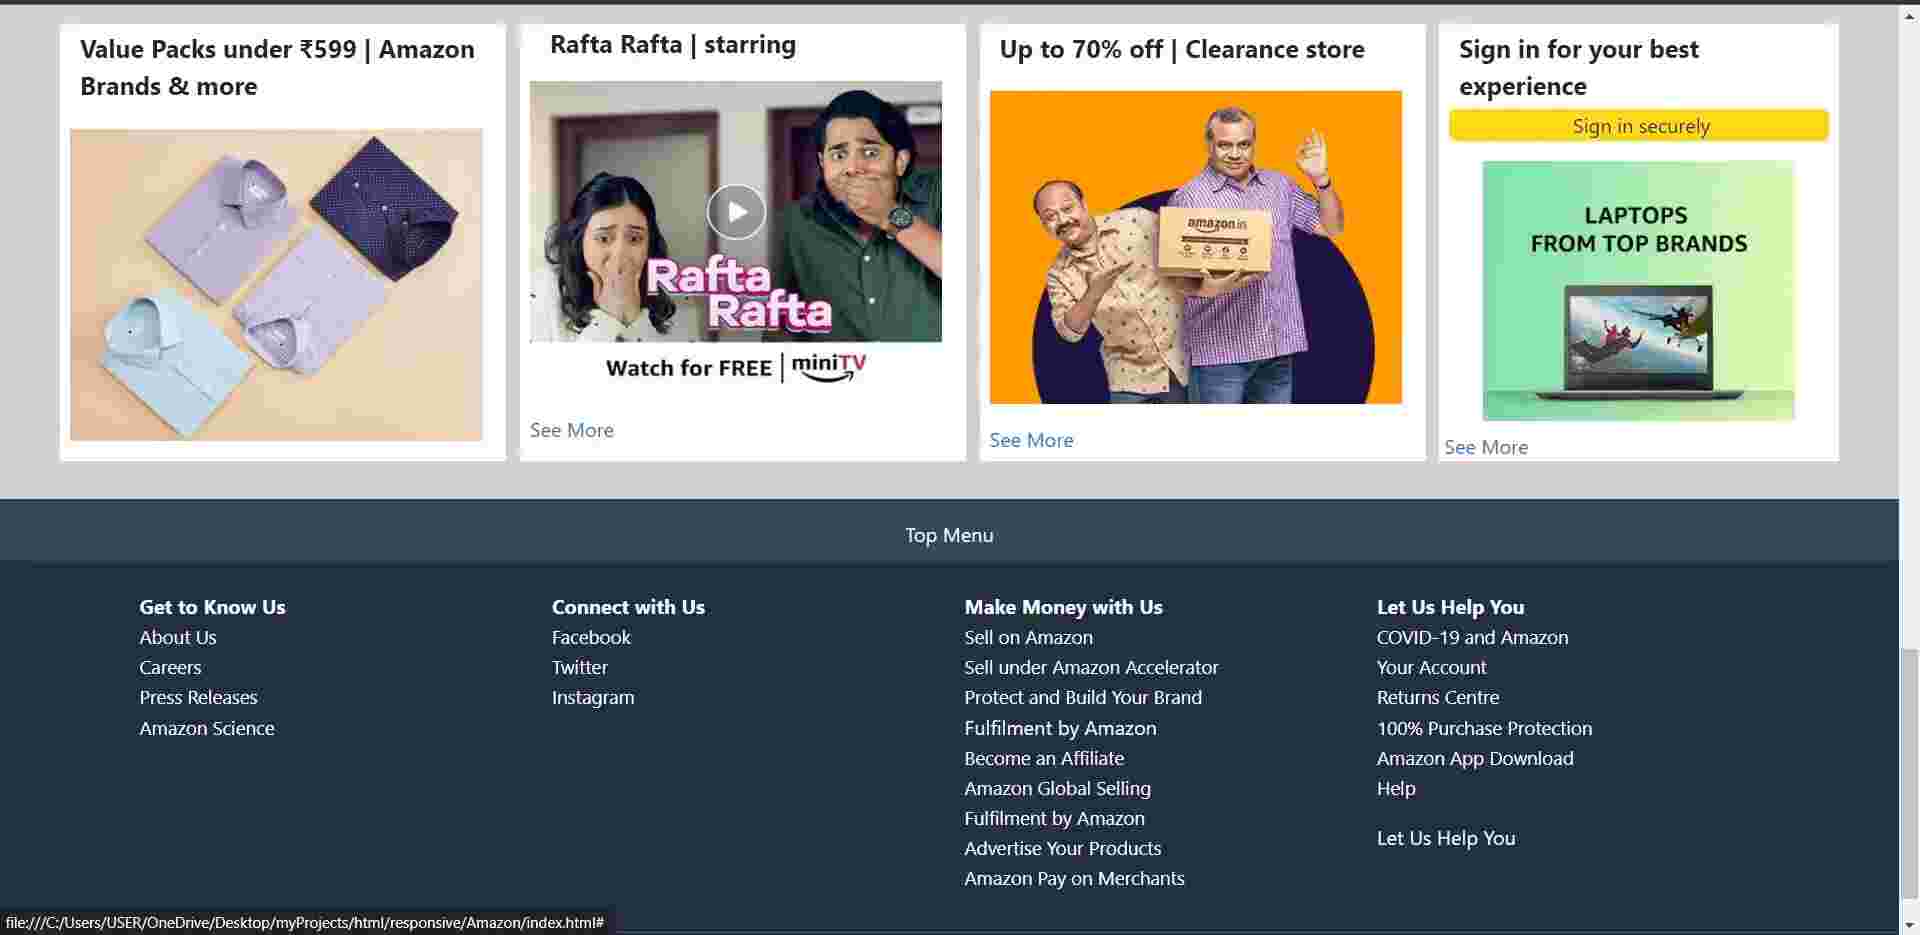 Value Packs under ₹599 | Amazon
Brands & more
Rafta Rafta | starring
Rafta
Rafta
Watch for FREE | miniTV
See More
Up to 70% off | Clearance store
amazon.in
See More
Sign in for your best
experience
Sign in securely
LAPTOPS
FROM TOP BRANDS
See More
Top Menu
Get to Know Us
About Us
Careers
Press Releases
Amazon Science
Connect with Us
Facebook
Twitter
Instagram
Make Money with Us
Sell on Amazon
Sell under Amazon Accelerator
Protect and Build Your Brand
Fulfilment by Amazon
Become an Affiliate
Amazon Global Selling
Fulfilment by Amazon
Advertise Your Products
Amazon Pay on Merchants
Let Us Help You
COVID-19 and Amazon
Your Account
Returns Centre
100% Purchase Protection
Amazon App Download
Help
Let Us Help You
file:///C:/Users/USER/OneDrive/Desktop/myProjects/html/responsive/Amazon/index.html#